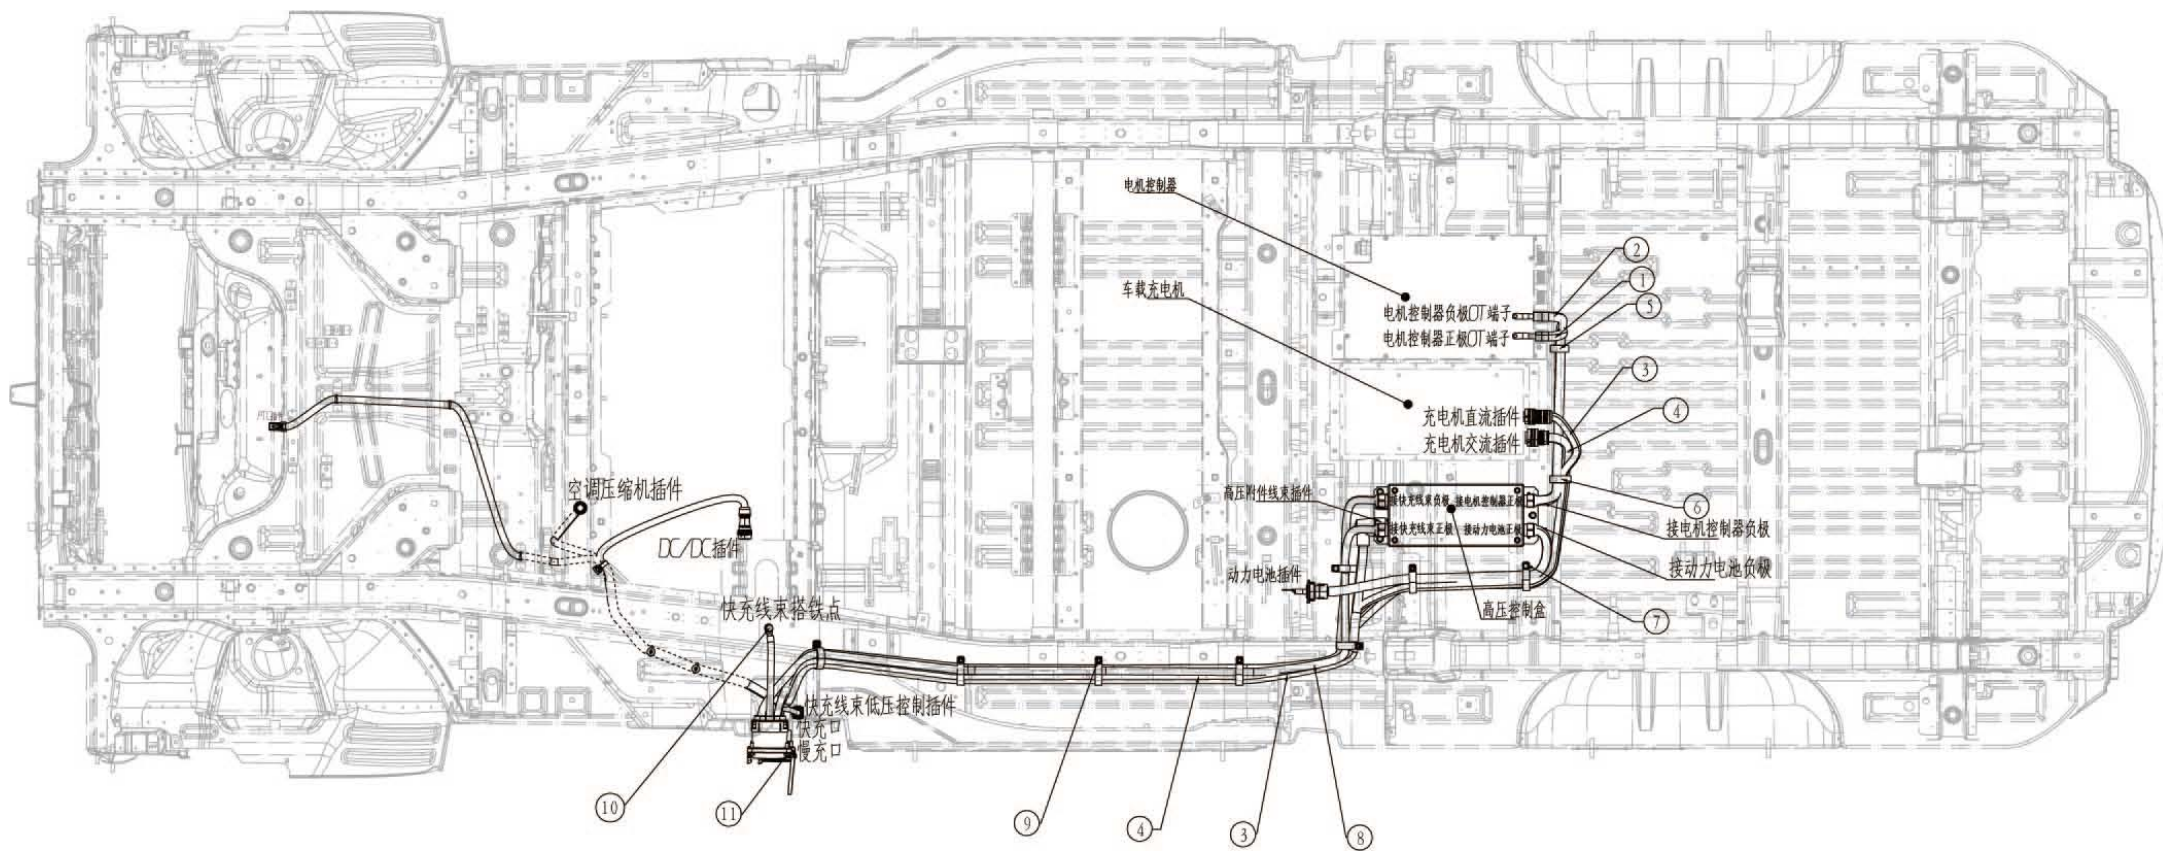 电机控制器
②
①
车载充电机
⑤
电机控制器负极OT端子
电机控制器正极OT端子
③
④
充电机直流插件
充电机交流插件
空调压缩机插件
高压附件线束插件
接快充线束负极 接电机控制器正极
⑥
接快充线束正极 接动力电池正极
接电机控制器负极
DC/DC插件
接动力电池负极
动力电池插件
快充线束搭铁点
高压控制盒
⑦
快充线束低压控制插件
快充口
慢充口
⑩
⑪
⑨
④
③
⑧